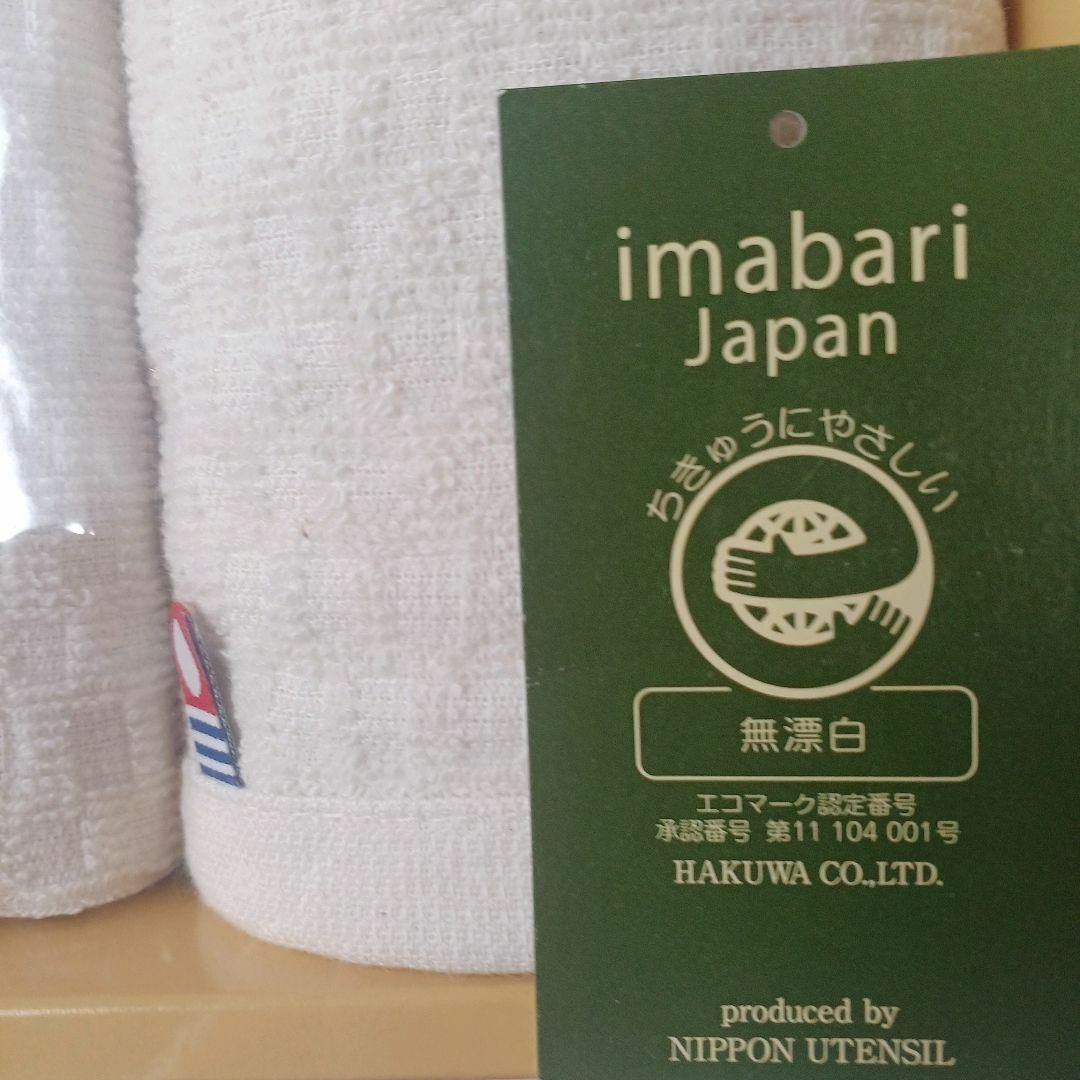 imabari
Japan
ちきゅうにやさしい
無漂白
エコマーク認定番号
承認番号 第11 104 001号
HAKUWA CO.,LTD.
produced by
NIPPON UTENSIL